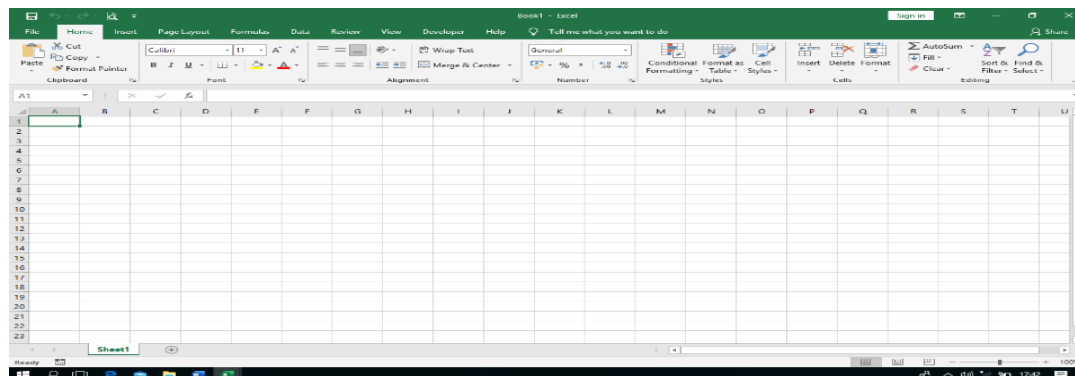 Book1 - Excel
Sign in
File Home Insert Page Layout Formulas Data Review View Developer Help Tell me what you want to do Share
Paste
Cut
Copy
Format Painter
Clipboard
Calibri 11 A A
B I U A
Font
Wrap Text
Merge & Center
Alignment
General
%
Number
Conditional Formatting
Format as Table
Cell Styles
Styles
Insert Delete Format
Cells
AutoSum
Fill
Clear
Sort & Filter
Find & Select
Editing
A1 fx
A B C D E F G H I J K L M N O P Q R S T U
1
2
3
4
5
6
7
8
9
10
11
12
13
14
15
16
17
18
19
20
21
22
23
Sheet1
Ready 100%
17:42